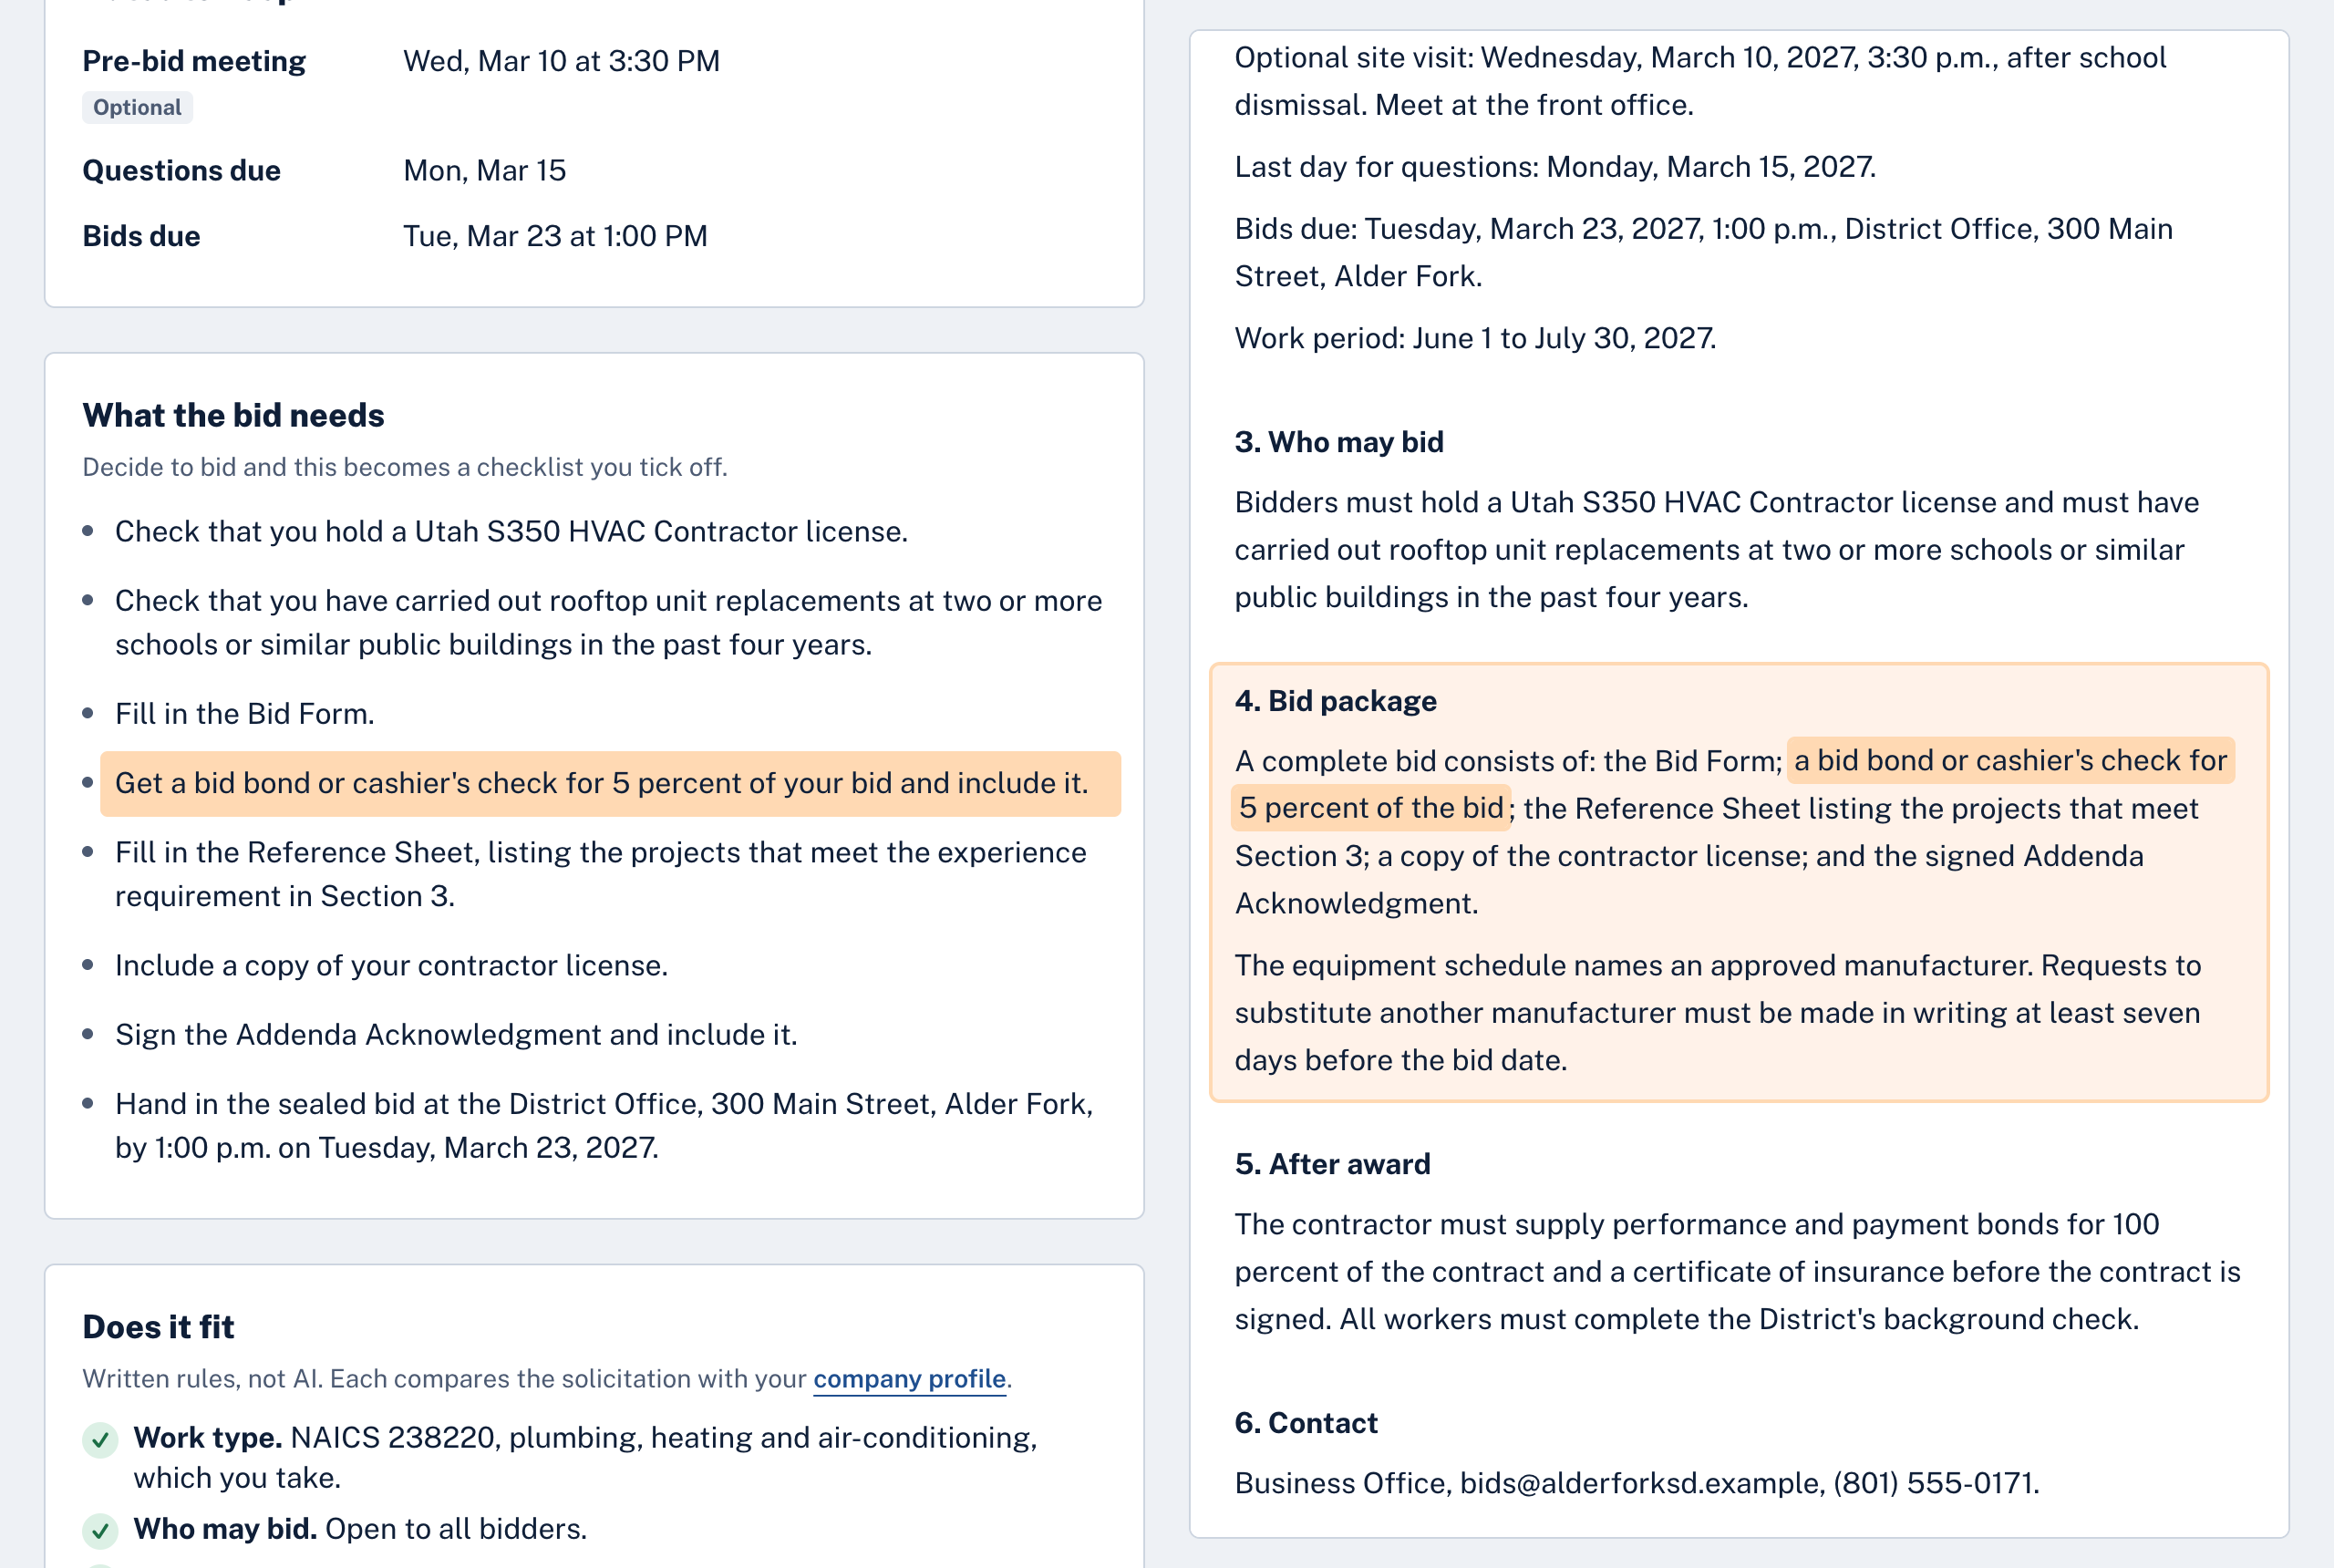 Pre-bid meeting
Wed, Mar 10 at 3:30 PM
Optional
Questions due
Mon, Mar 15
Bids due
Tue, Mar 23 at 1:00 PM
What the bid needs
Decide to bid and this becomes a checklist you tick off.
Check that you hold a Utah S350 HVAC Contractor license.
Check that you have carried out rooftop unit replacements at two or more
schools or similar public buildings in the past four years.
Fill in the Bid Form.
Get a bid bond or cashier's check for 5 percent of your bid and include it.
Fill in the Reference Sheet, listing the projects that meet the experience
requirement in Section 3.
Include a copy of your contractor license.
Sign the Addenda Acknowledgment and include it.
Hand in the sealed bid at the District Office, 300 Main Street, Alder Fork,
by 1:00 p.m. on Tuesday, March 23, 2027.
Does it fit
Written rules, not AI. Each compares the solicitation with your company profile.
Work type. NAICS 238220, plumbing, heating and air-conditioning,
which you take.
Who may bid. Open to all bidders.
Optional site visit: Wednesday, March 10, 2027, 3:30 p.m., after school
dismissal. Meet at the front office.
Last day for questions: Monday, March 15, 2027.
Bids due: Tuesday, March 23, 2027, 1:00 p.m., District Office, 300 Main
Street, Alder Fork.
Work period: June 1 to July 30, 2027.
3. Who may bid
Bidders must hold a Utah S350 HVAC Contractor license and must have
carried out rooftop unit replacements at two or more schools or similar
public buildings in the past four years.
4. Bid package
A complete bid consists of: the Bid Form; a bid bond or cashier's check for
5 percent of the bid; the Reference Sheet listing the projects that meet
Section 3; a copy of the contractor license; and the signed Addenda
Acknowledgment.
The equipment schedule names an approved manufacturer. Requests to
substitute another manufacturer must be made in writing at least seven
days before the bid date.
5. After award
The contractor must supply performance and payment bonds for 100
percent of the contract and a certificate of insurance before the contract is
signed. All workers must complete the District's background check.
6. Contact
Business Office, bids@alderforksd.example, (801) 555-0171.